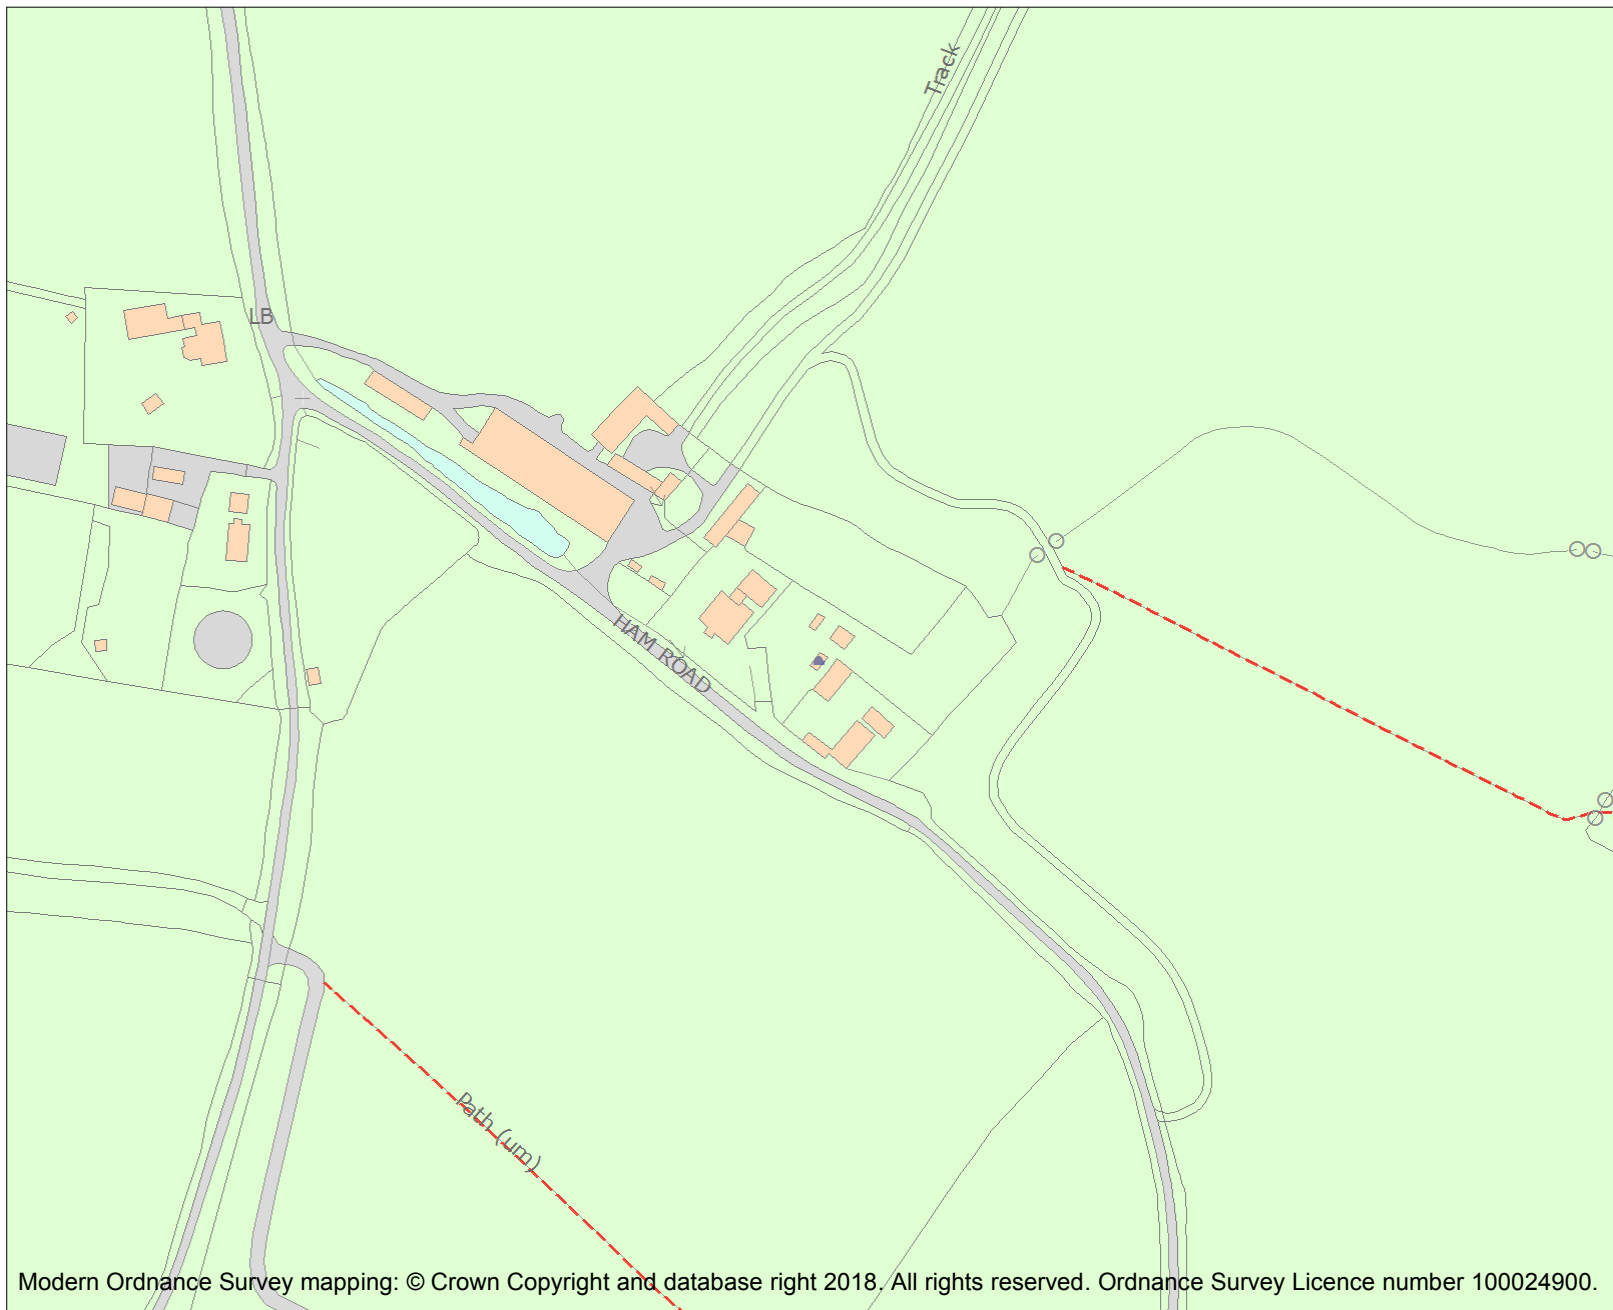 Track
LB
HAM ROAD
Path (um)
Modern Ordnance Survey mapping: © Crown Copyright and database right 2018. All rights reserved. Ordnance Survey Licence number 100024900.